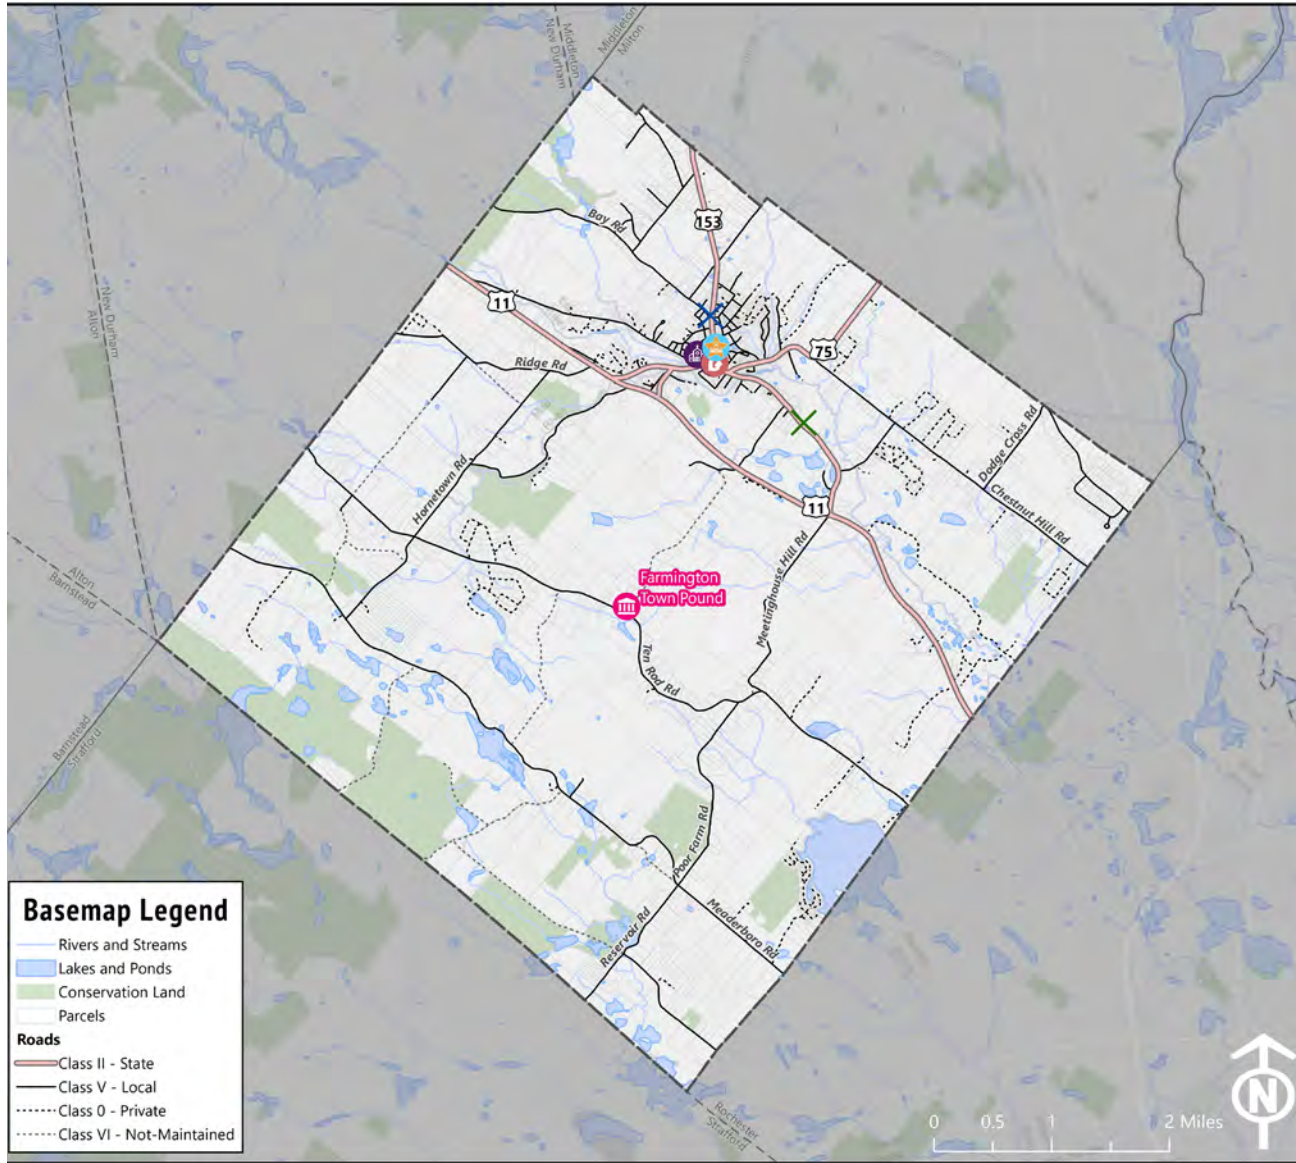 Middleton
New Durham
Middleton
Milton
153
Bay Rd
11
New Durham
Alton
75
Ridge Rd
Dodge Cross Rd
Hornetown Rd
Chestnut Hill Rd
11
Meetinghouse Hill Rd
Farmington
Town Pound
Alton
Barnstead
Ten Rod Rd
Barnstead
Strafford
Poor Farm Rd
Meaderboro Rd
Reservoir Rd
Basemap Legend
Rivers and Streams
Lakes and Ponds
Conservation Land
Parcels
Roads
Class II - State
Class V - Local
Class 0 - Private
Class VI - Not-Maintained
Rochester
Strafford
0 0.5 1 2 Miles
N